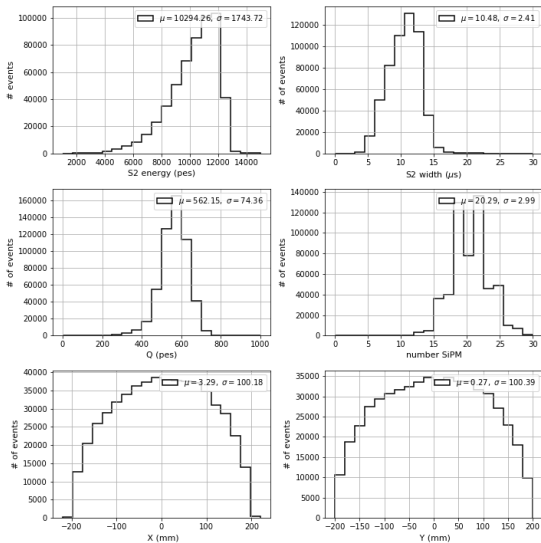 μ = 10294.26, σ = 1743.72
100000
80000
60000
40000
20000
0
# events
2000 4000 6000 8000 10000 12000 14000
S2 energy (pes)
μ = 10.48, σ = 2.41
120000
100000
80000
60000
40000
20000
0
# of events
0 5 10 15 20 25 30
S2 width (μs)
μ = 562.15, σ = 74.36
160000
140000
120000
100000
80000
60000
40000
20000
0
# of events
0 200 400 600 800 1000
Q (pes)
μ = 20.29, σ = 2.99
140000
120000
100000
80000
60000
40000
20000
0
# of events
0 5 10 15 20 25 30
number SiPM
μ = 3.29, σ = 100.18
40000
35000
30000
25000
20000
15000
10000
5000
0
# of events
−200 −100 0 100 200
X (mm)
μ = 0.27, σ = 100.39
35000
30000
25000
20000
15000
10000
5000
0
# of events
−200 −150 −100 −50 0 50 100 150 200
Y (mm)